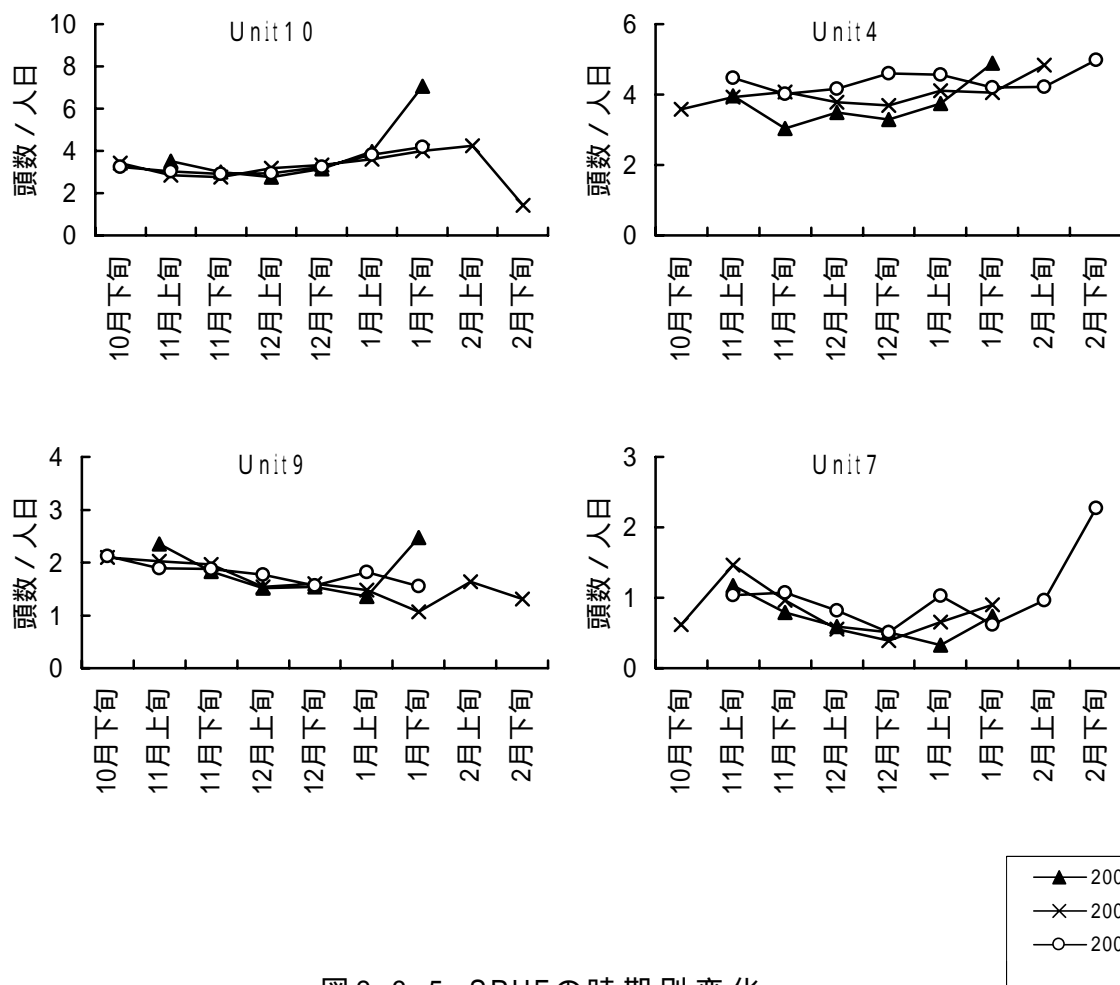 Unit10
頭数/人日
10
8
6
4
2
0
10月下旬
11月上旬
11月下旬
12月上旬
12月下旬
1月上旬
1月下旬
2月上旬
2月下旬
Unit4
頭数/人日
6
4
2
0
10月下旬
11月上旬
11月下旬
12月上旬
12月下旬
1月上旬
1月下旬
2月上旬
2月下旬
Unit9
頭数/人日
4
3
2
1
0
10月下旬
11月上旬
11月下旬
12月上旬
12月下旬
1月上旬
1月下旬
2月上旬
2月下旬
Unit7
頭数/人日
3
2
1
0
10月下旬
11月上旬
11月下旬
12月上旬
12月下旬
1月上旬
1月下旬
2月上旬
2月下旬
200
200
200
の時期別変化